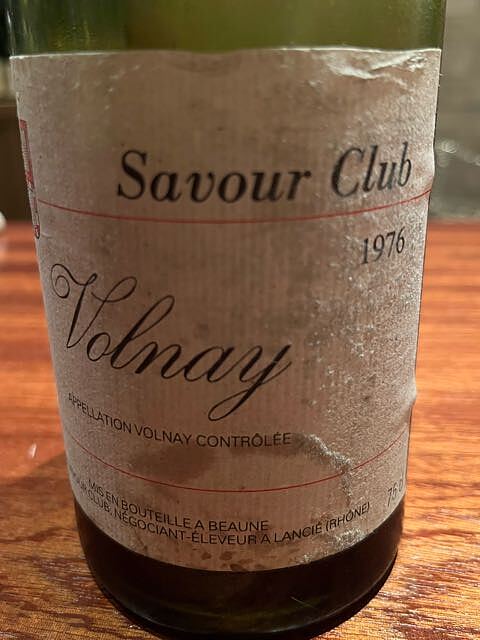 Savour Club
1976
Volnay
APPELLATION VOLNAY CONTRÔLÉE
MIS EN BOUTEILLE A BEAUNE
CLUB, NÉGOCIANT-ÉLEVEUR A LANCIÉ (RHÔNE)
75